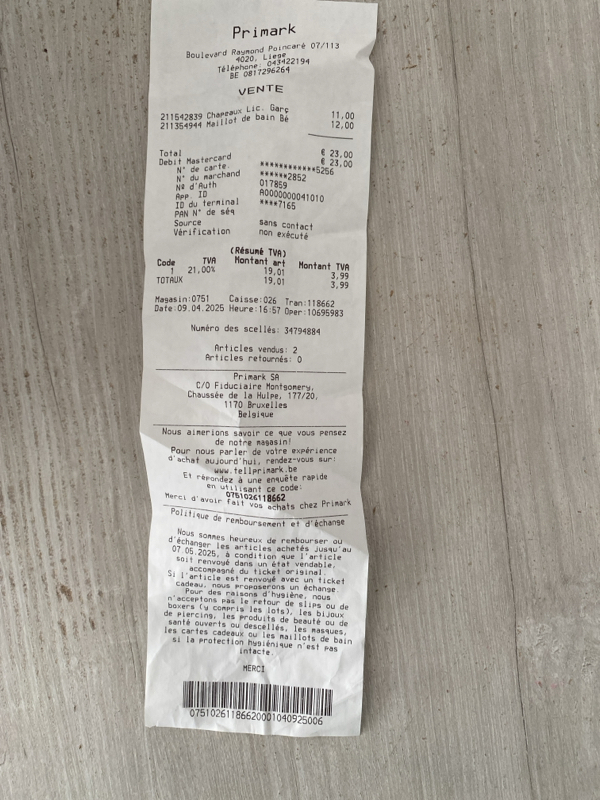 Primark
Boulevard Raymond Poincaré 07/113
4020, Liege
Téléphone: 043422194
BE 0817296264
VENTE
211542839 Chapeaux Lic. Garç 11,00
211354944 Maillot de bain Bé 12,00
Total € 23,00
Debit Mastercard € 23,00
N° de carte. ************5256
N° du marchand ******2852
Nº d'Auth 017859
App. ID A0000000041010
ID du terminal ****7165
PAN N° de séq
Source sans contact
Vérification non exécuté
(Résumé TVA)
Code TVA Montant art Montant TVA
1 21,00% 19,01 3,99
TOTAUX 19,01 3,99
Magasin:0751 Caisse:026 Tran:118662
Date:09.04.2025 Heure:16:57 Oper:10695983
Numéro des scellés: 34794884
Articles vendus: 2
Articles retournés: 0
Primark SA
C/O Fiduciaire Montgomery,
Chaussée de la Hulpe, 177/20,
1170 Bruxelles
Belgique
Nous aimerions savoir ce que vous pensez
de notre magasin!
Pour nous parler de votre expérience
d'achat aujourd'hui, rendez-vous sur:
www.tellprimark.be
Et répondez à une enquête rapide
en utilisant ce code:
0751026118662
Merci d'avoir fait vos achats chez Primark
Politique de remboursement et d'échange
Nous sommes heureux de rembourser ou
d'échanger les articles achetés jusqu'au
07.05.2025, à condition que l'article
soit renvoyé dans un état vendable,
accompagné du ticket original.
Si l'article est renvoyé avec un ticket
cadeau, nous proposerons un échange.
Pour des raisons d'hygiène, nous
n'acceptons pas le retour de slips ou de
boxers (y compris les lots), les bijoux
de piercing, les produits de beauté ou de
santé ouverts ou descellés, les masques,
les cartes cadeaux ou les maillots de bain
si la protection hygiénique n'est pas
intacte.
MERCI
07510261186620001040925006